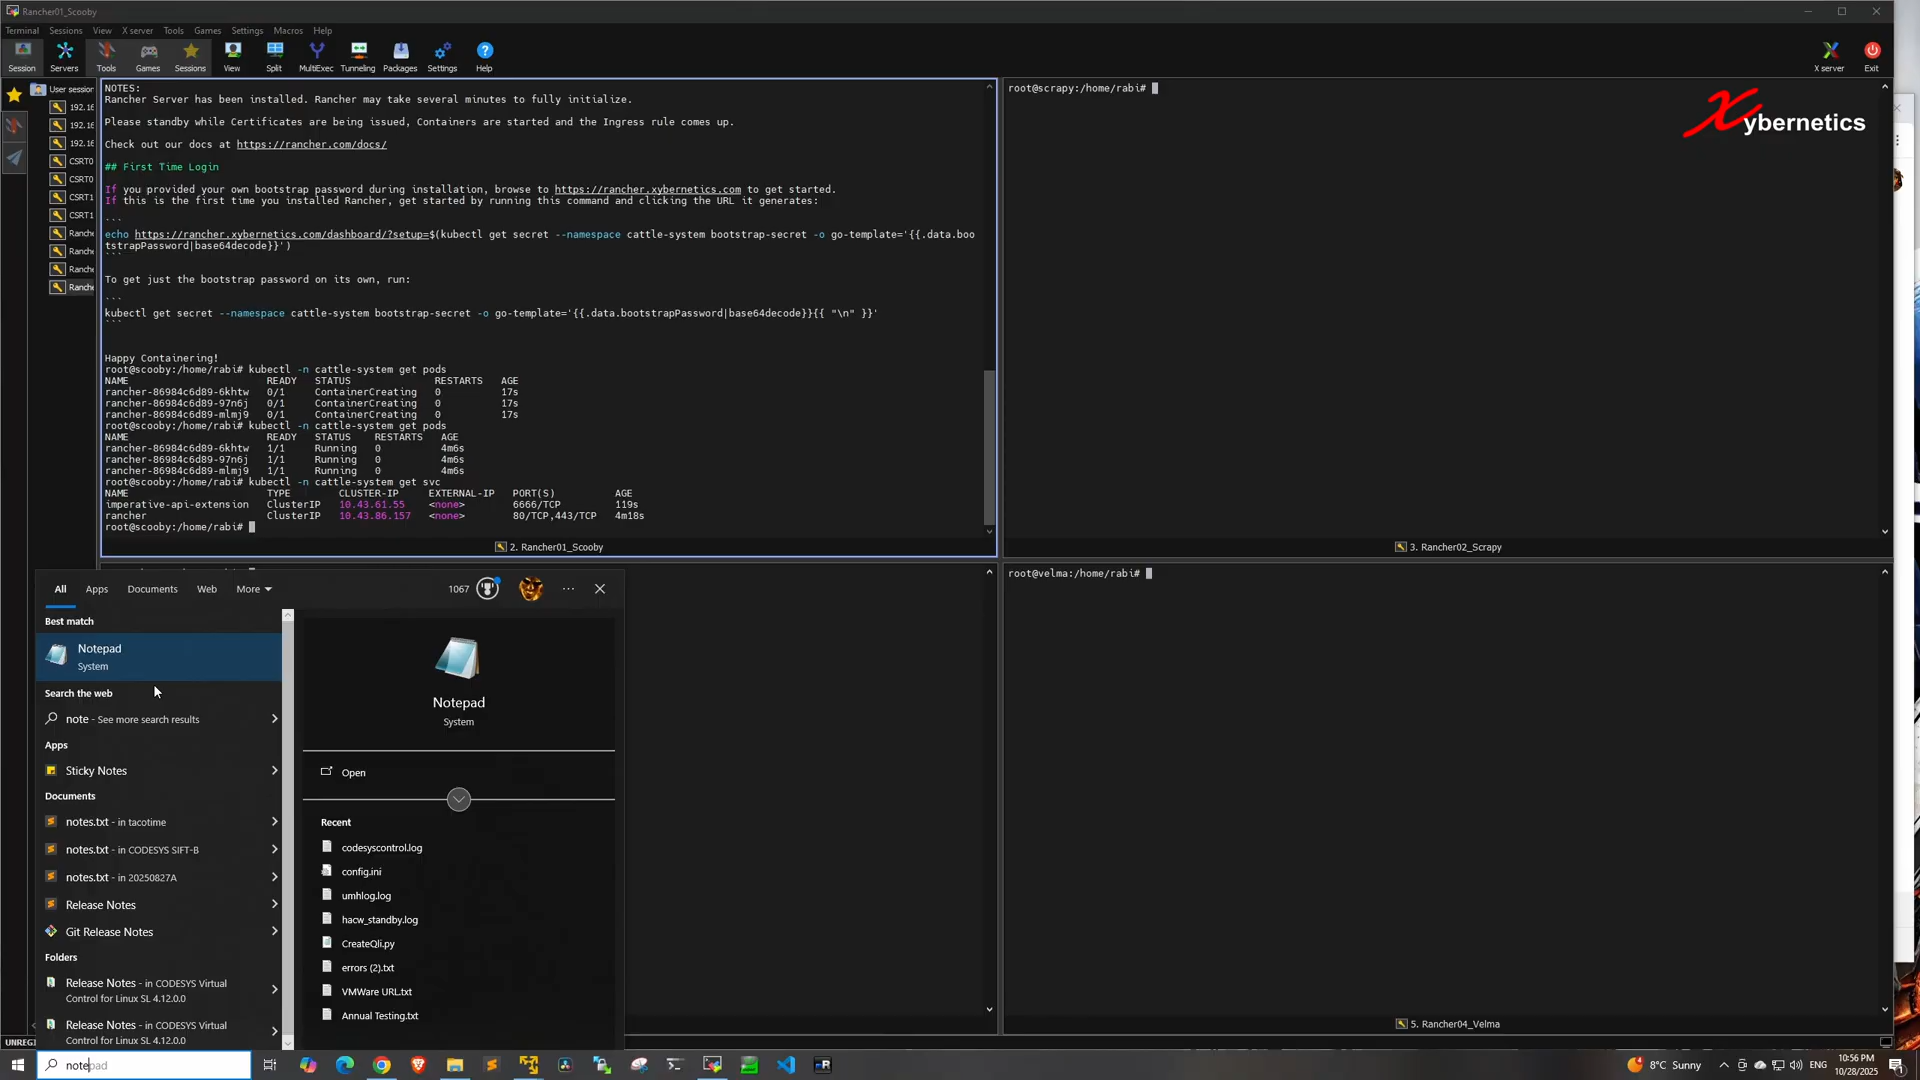 Rancher01_Scooby
Terminal Sessions View X server Tools Games Settings Macros Help
Session Servers Tools Games Sessions View Split MultiExec Tunneling Packages Settings Help X server Exit
User session
192.16
192.16
192.16
CSRT0
CSRT0
CSRT1
CSRT1
Ranche
Ranche
Ranche
Ranche
NOTES:
Rancher Server has been installed. Rancher may take several minutes to fully initialize.
Please standby while Certificates are being issued, Containers are started and the Ingress rule comes up.
Check out our docs at https://rancher.com/docs/
## First Time Login
If you provided your own bootstrap password during installation, browse to https://rancher.xybernetics.com to get started.
If this is the first time you installed Rancher, get started by running this command and clicking the URL it generates:
```
echo https://rancher.xybernetics.com/dashboard/?setup=$(kubectl get secret --namespace cattle-system bootstrap-secret -o go-template='{{.data.boo
tstrapPassword|base64decode}}')
```
To get just the bootstrap password on its own, run:
```
kubectl get secret --namespace cattle-system bootstrap-secret -o go-template='{{.data.bootstrapPassword|base64decode}}{{ "\n" }}'
```
Happy Containering!
root@scooby:/home/rabi# kubectl -n cattle-system get pods
NAME READY STATUS RESTARTS AGE
rancher-86984c6d89-6khtw 0/1 ContainerCreating 0 17s
rancher-86984c6d89-97n6j 0/1 ContainerCreating 0 17s
rancher-86984c6d89-mlmj9 0/1 ContainerCreating 0 17s
root@scooby:/home/rabi# kubectl -n cattle-system get pods
NAME READY STATUS RESTARTS AGE
rancher-86984c6d89-6khtw 1/1 Running 0 4m6s
rancher-86984c6d89-97n6j 1/1 Running 0 4m6s
rancher-86984c6d89-mlmj9 1/1 Running 0 4m6s
root@scooby:/home/rabi# kubectl -n cattle-system get svc
NAME TYPE CLUSTER-IP EXTERNAL-IP PORT(S) AGE
imperative-api-extension ClusterIP 10.43.61.55 <none> 6666/TCP 119s
rancher ClusterIP 10.43.86.157 <none> 80/TCP,443/TCP 4m18s
root@scooby:/home/rabi#
2. Rancher01_Scooby
root@scrapy:/home/rabi#
Xybernetics
3. Rancher02_Scrapy
root@velma:/home/rabi#
5. Rancher04_Velma
All Apps Documents Web More 1067
Best match
Notepad
System
Search the web
note - See more search results
Apps
Sticky Notes
Documents
notes.txt - in tacotime
notes.txt - in CODESYS SIFT-B
notes.txt - in 20250827A
Release Notes
Git Release Notes
Folders
Release Notes - in CODESYS Virtual
Control for Linux SL 4.12.0.0
Release Notes - in CODESYS Virtual
Control for Linux SL 4.12.0.0
Notepad
System
Open
Recent
codesyscontrol.log
config.ini
umhlog.log
hacw_standby.log
CreateQli.py
errors (2).txt
VMWare URL.txt
Annual Testing.txt
UNREGI
notepad
8°C Sunny
ENG
10:56 PM
10/28/2025